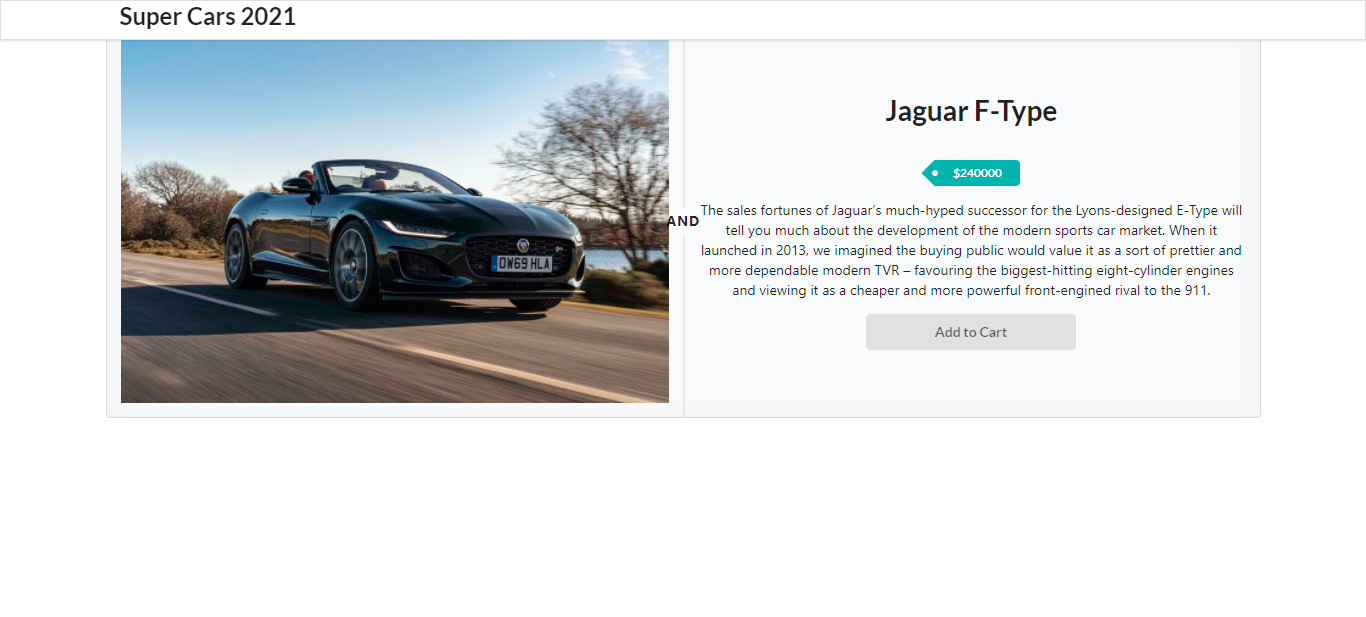 Super Cars 2021
Jaguar F-Type
$240000
AND
The sales fortunes of Jaguar’s much-hyped successor for the Lyons-designed E-Type will
tell you much about the development of the modern sports car market. When it
launched in 2013, we imagined the buying public would value it as a sort of prettier and
more dependable modern TVR – favouring the biggest-hitting eight-cylinder engines
and viewing it as a cheaper and more powerful front-engined rival to the 911.
Add to Cart
DW69 HLA